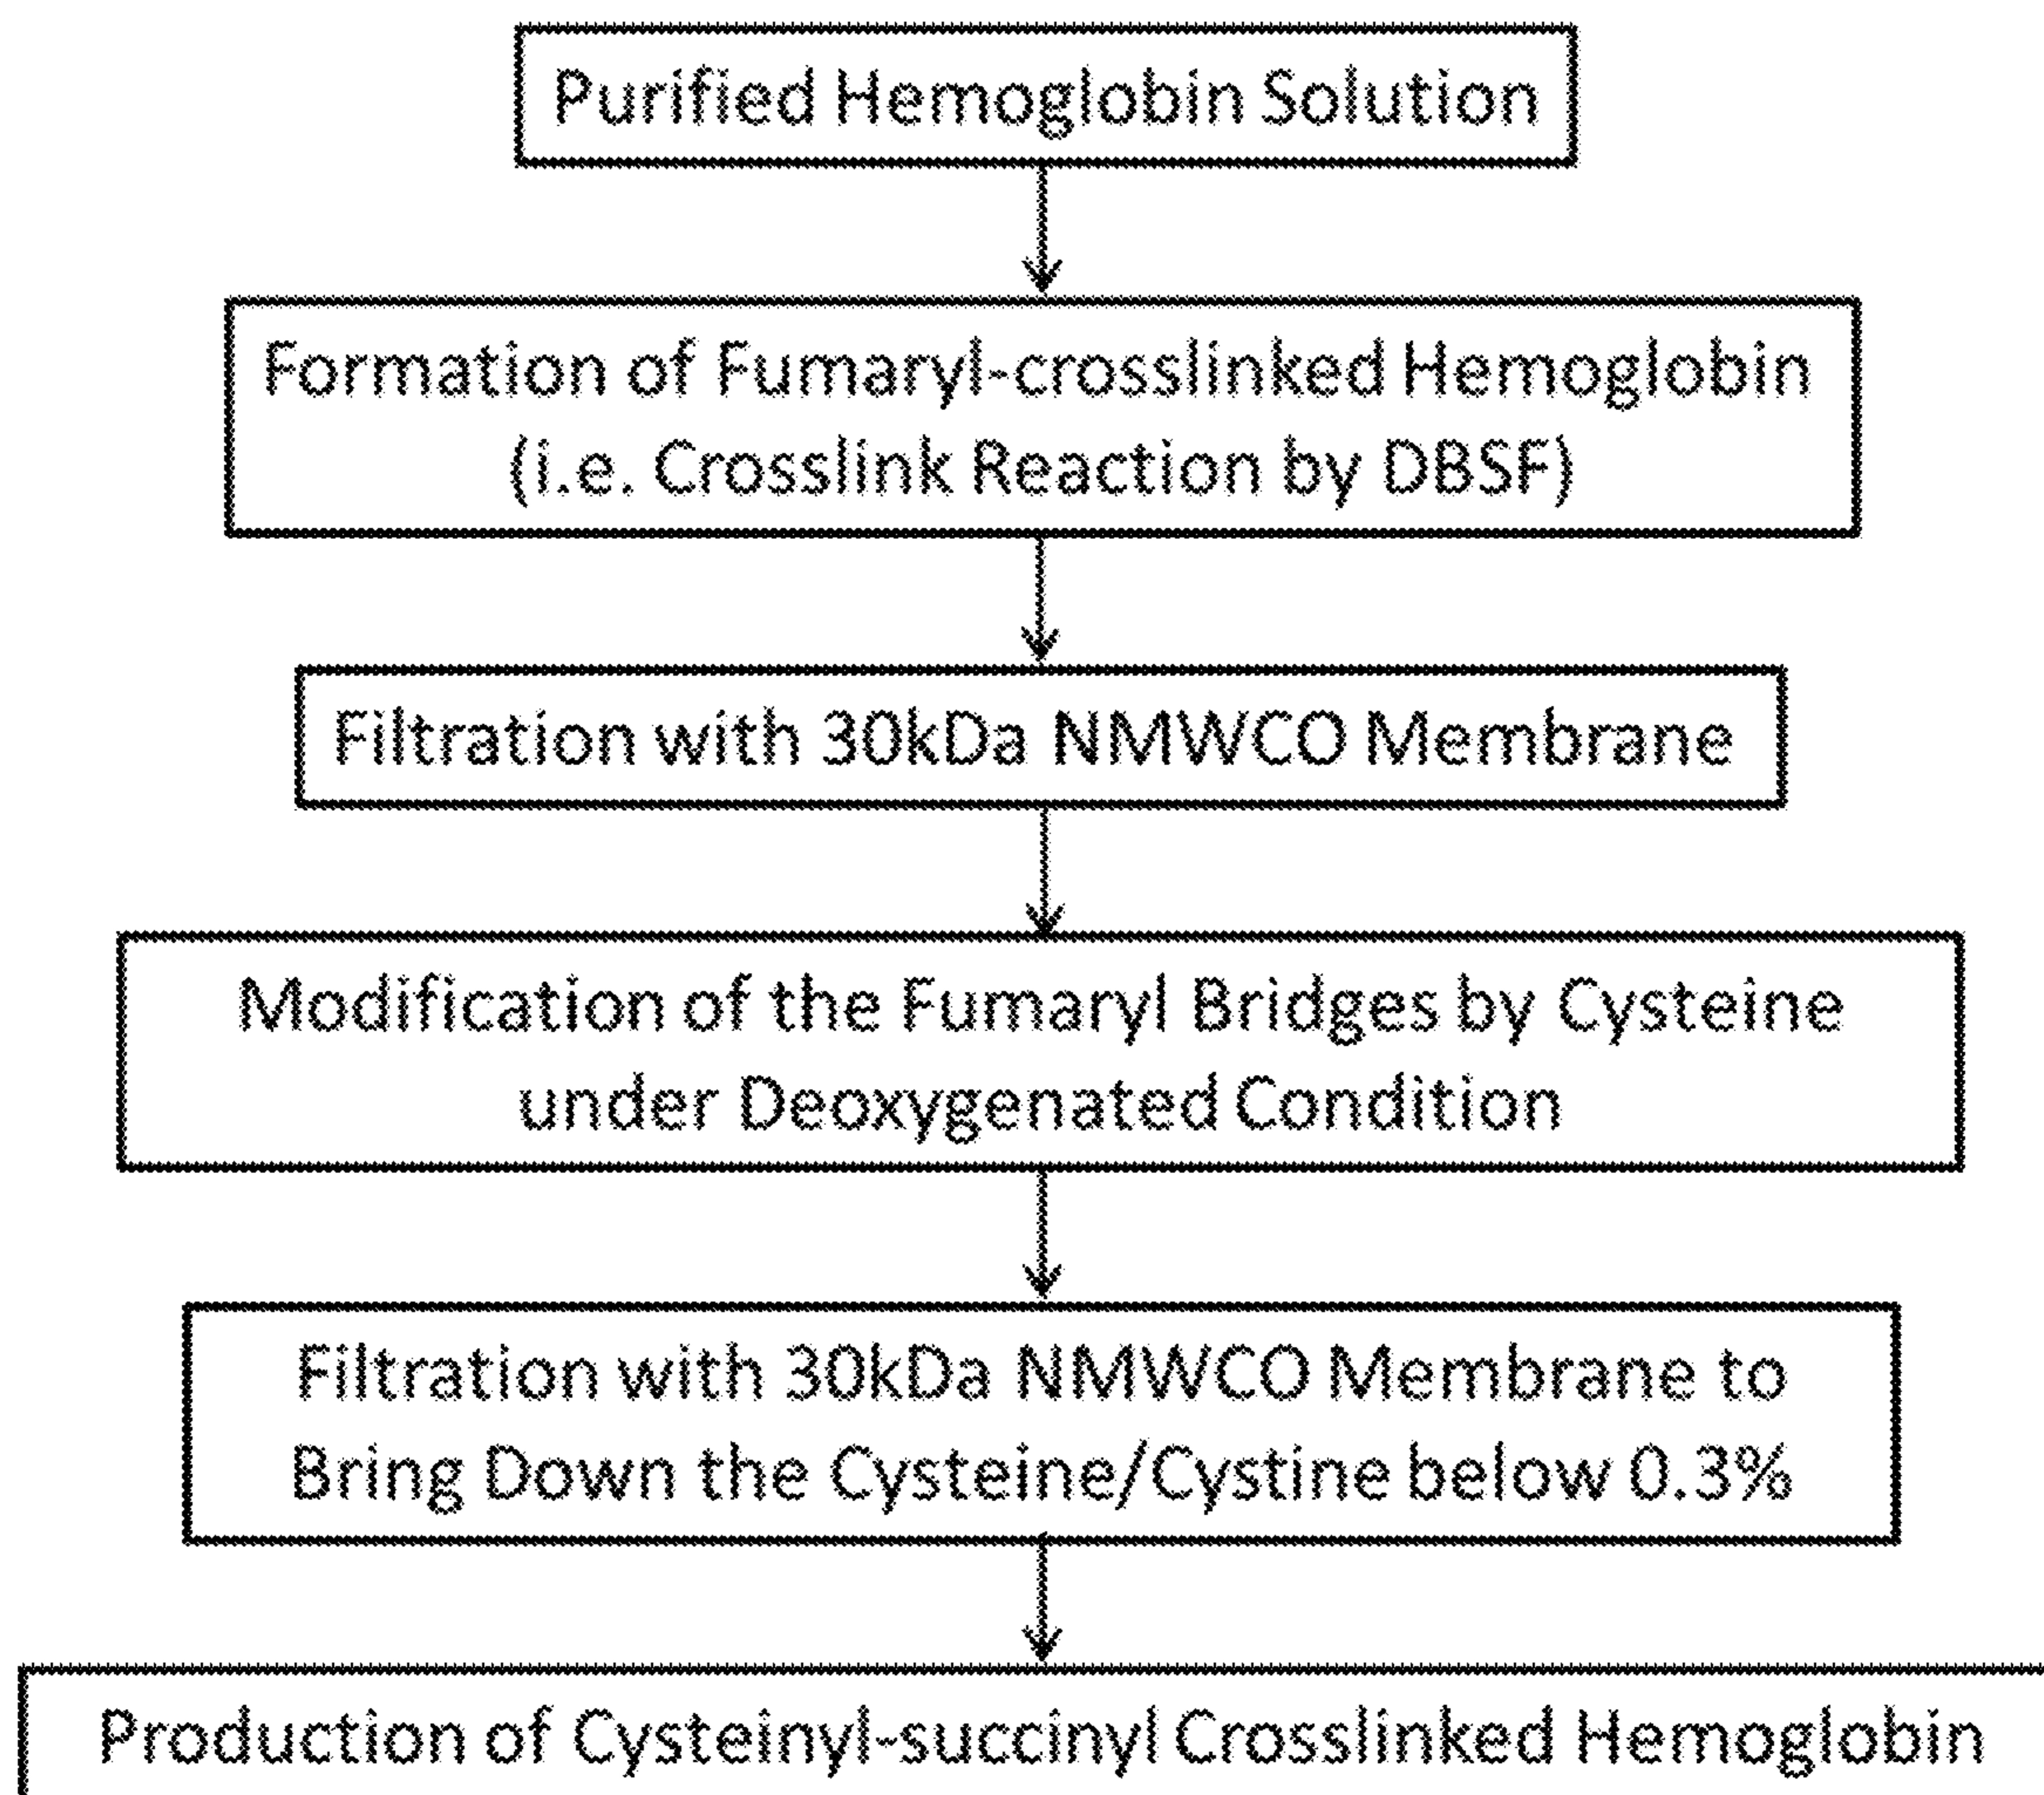 Purified Hemoglobin Solution
Formation of Fumaryl-crosslinked Hemoglobin
(i.e. Crosslink Reaction by DBSF)
Filtration with 30kDa NMWCO Membrane
Modification of the Fumaryl Bridges by Cysteine
under Deoxygenated Condition
Filtration with 30kDa NMWCO Membrane to
Bring Down the Cysteine/Cystine below 0.3%
Production of Cysteinyl-succinyl Crosslinked Hemoglobin